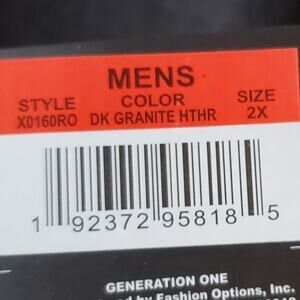 MENS
STYLE COLOR SIZE
X0160RO DK GRANITE HTHR 2X
1 92372 95818 5
GENERATION ONE
by Fashion Options, Inc.